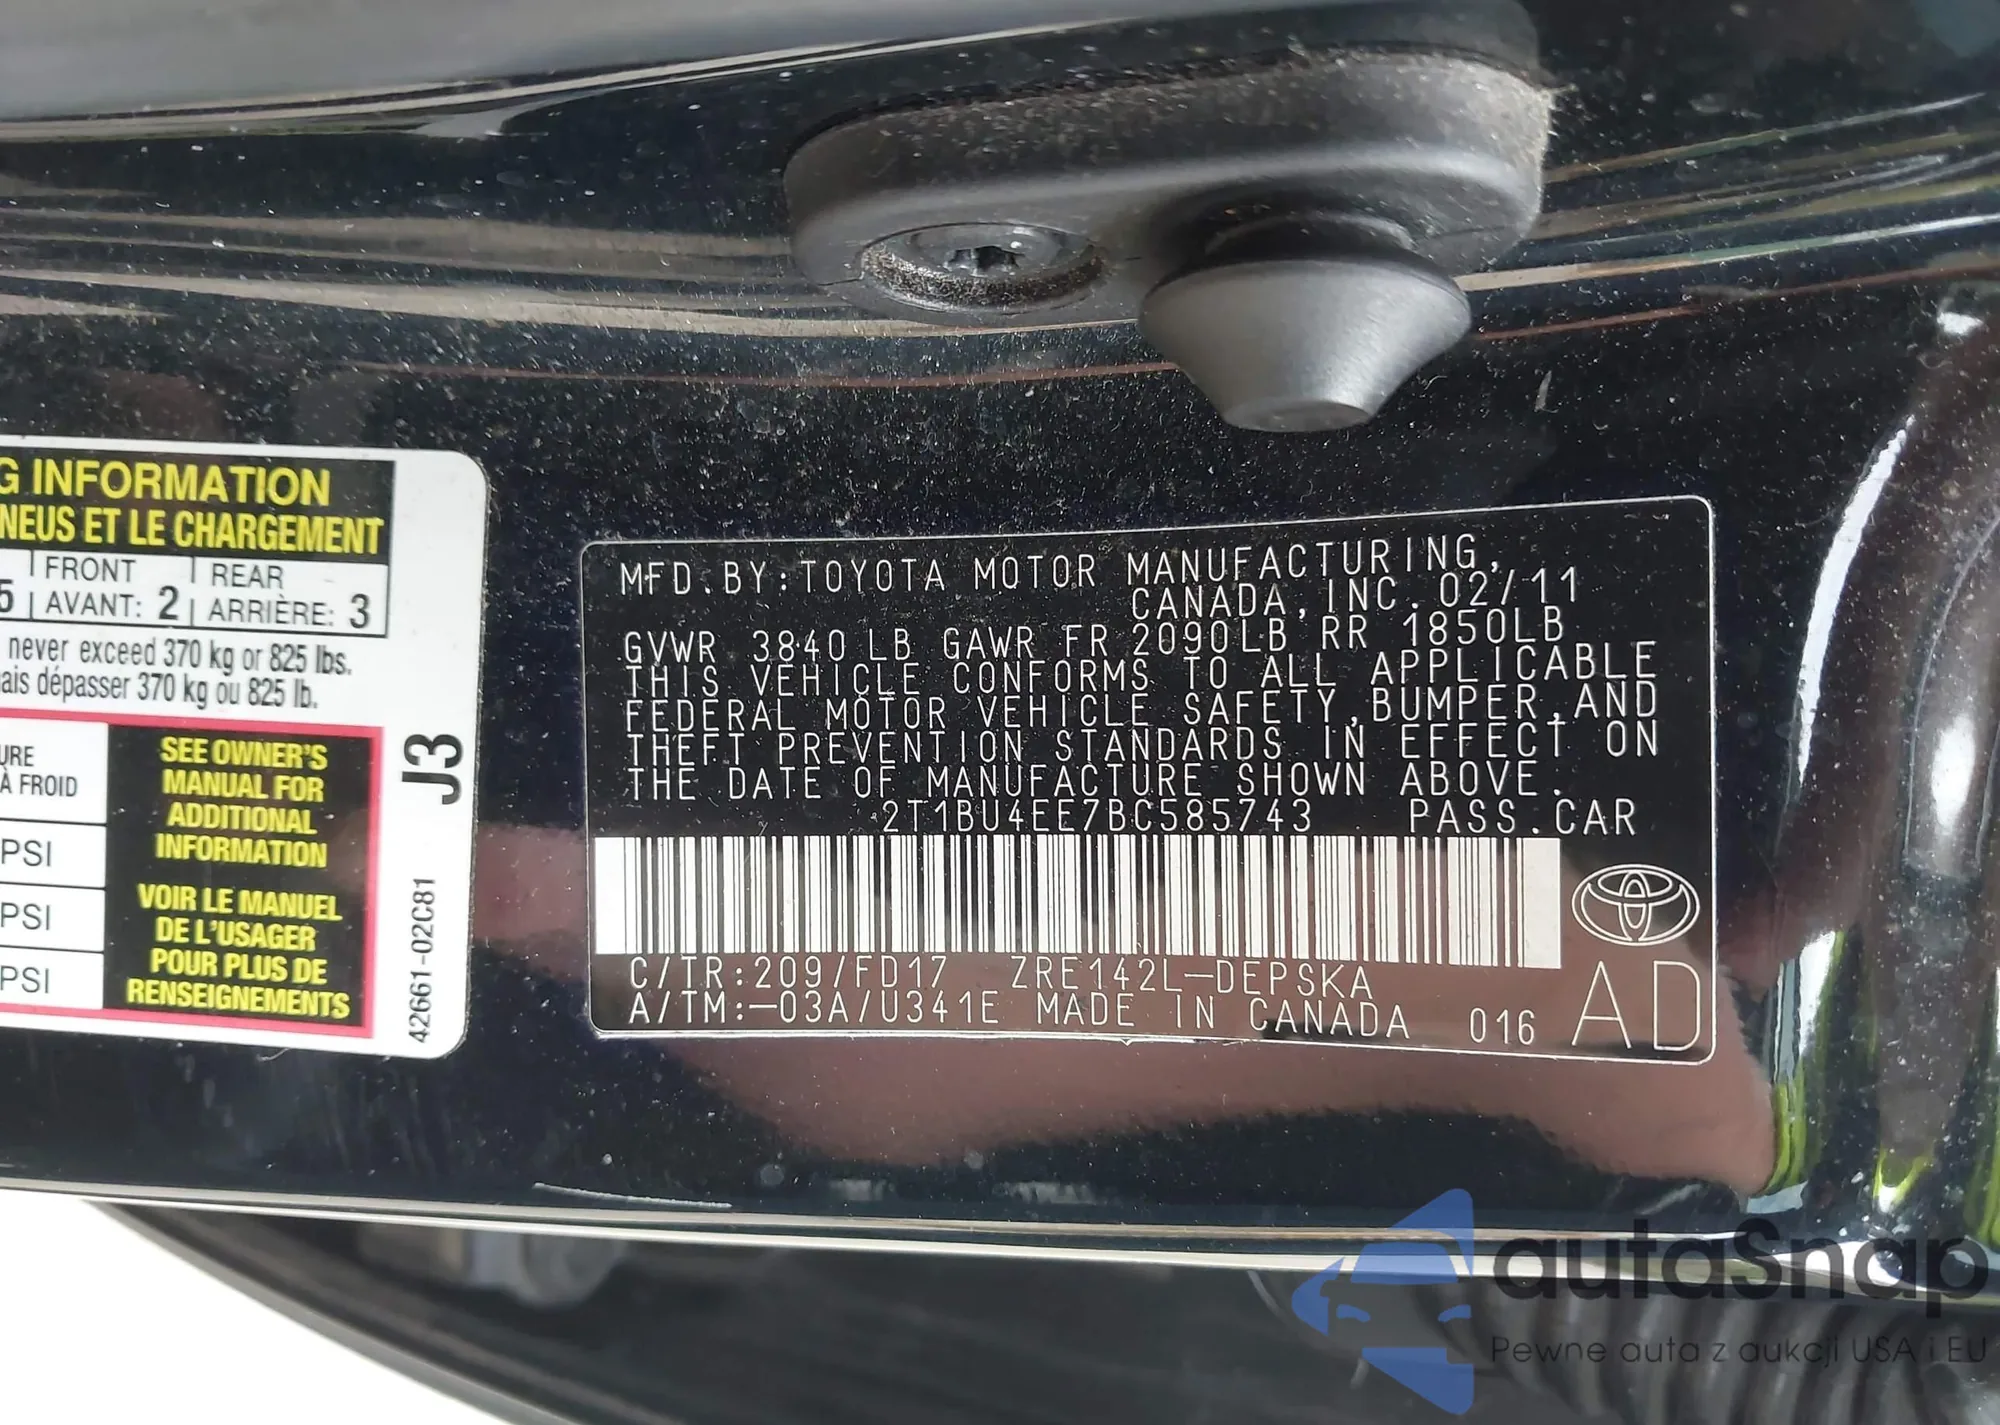 G INFORMATION
NEUS ET LE CHARGEMENT
5 FRONT REAR
AVANT: 2 ARRIÈRE: 3
never exceed 370 kg or 825 lbs.
ais dépasser 370 kg ou 825 lb.
URE
À FROID
PSI
PSI
PSI
SEE OWNER'S
MANUAL FOR
ADDITIONAL
INFORMATION
VOIR LE MANUEL
DE L'USAGER
POUR PLUS DE
RENSEIGNEMENTS
J3
42661-02C81
MFD.BY:TOYOTA MOTOR MANUFACTURING,
CANADA,INC. 02/11
GVWR 3840 LB GAWR FR 2090LB RR 1850LB
THIS VEHICLE CONFORMS TO ALL APPLICABLE
FEDERAL MOTOR VEHICLE SAFETY,BUMPER,AND
THEFT PREVENTION STANDARDS IN EFFECT ON
THE DATE OF MANUFACTURE SHOWN ABOVE.
2T1BU4EE7BC585743 PASS.CAR
C/TR:209/FD17 ZRE142L-DEPSKA
A/TM:-03A/U341E MADE IN CANADA 016 AD
autoSnap
Pewne auta z aukcji USA i EU